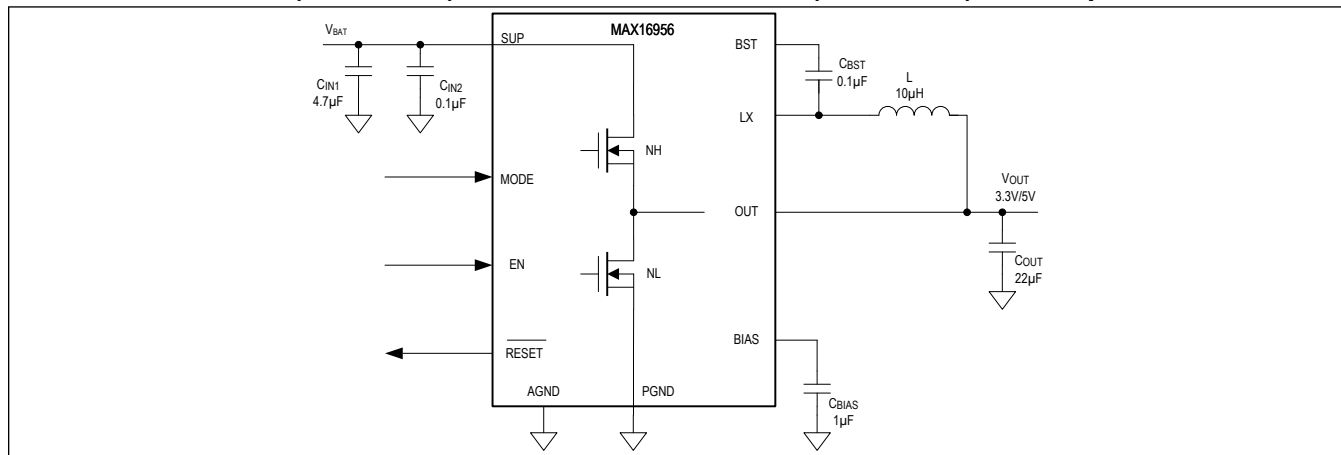 MAX16956
VBAT
SUP
BST
CIN1
4.7µF
CIN2
0.1µF
CBST
0.1µF
L
10µH
LX
NH
MODE
VOUT
3.3V/5V
OUT
EN
NL
COUT
22µF
BIAS
RESET
AGND
PGND
CBIAS
1µF